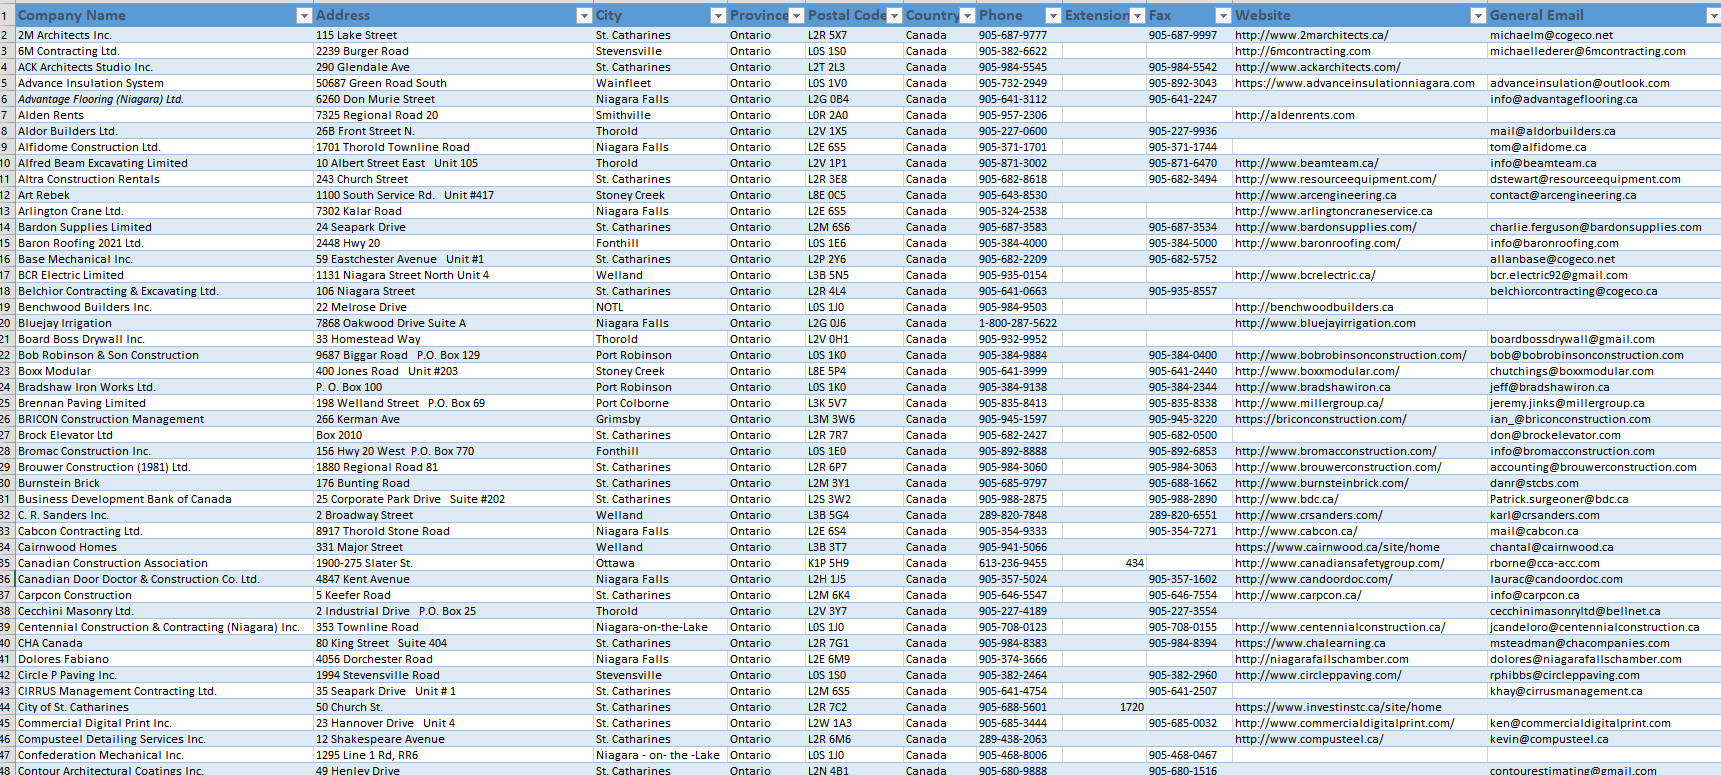 1 Company Name Address City Province Postal Code Country Phone Extension Fax Website General Email
2 2M Architects Inc. 115 Lake Street St. Catharines Ontario L2R 5X7 Canada 905-687-9777 905-687-9997 http://www.2marchitects.ca/ michaelm@cogeco.net
3 6M Contracting Ltd. 2239 Burger Road Stevensville Ontario L0S 1S0 Canada 905-382-6622 http://6mcontracting.com michaellederer@6mcontracting.com
4 ACK Architects Studio Inc. 290 Glendale Ave St. Catharines Ontario L2T 2L3 Canada 905-984-5545 905-984-5542 http://www.ackarchitects.com/
5 Advance Insulation System 50687 Green Road South Wainfleet Ontario L0S 1V0 Canada 905-732-2949 905-892-3043 https://www.advanceinsulationniagara.com advanceinsulation@outlook.com
6 Advantage Flooring (Niagara) Ltd. 6260 Don Murie Street Niagara Falls Ontario L2G 0B4 Canada 905-641-3112 905-641-2247 info@advantageflooring.ca
7 Alden Rents 7325 Regional Road 20 Smithville Ontario L0R 2A0 Canada 905-957-2306 http://aldenrents.com
8 Aldor Builders Ltd. 26B Front Street N. Thorold Ontario L2V 1X5 Canada 905-227-0600 905-227-9936 mail@aldorbuilders.ca
9 Alfidome Construction Ltd. 1701 Thorold Townline Road Niagara Falls Ontario L2E 6S5 Canada 905-371-1701 905-371-1744 tom@alfidome.ca
10 Alfred Beam Excavating Limited 10 Albert Street East Unit 105 Thorold Ontario L2V 1P1 Canada 905-871-3002 905-871-6470 http://www.beamteam.ca/ info@beamteam.ca
11 Altra Construction Rentals 243 Church Street St. Catharines Ontario L2R 3E8 Canada 905-682-8618 905-682-3494 http://www.resourceequipment.com/ dstewart@resourceequipment.com
12 Art Rebek 1100 South Service Rd. Unit #417 Stoney Creek Ontario L8E 0C5 Canada 905-643-8530 http://www.arcengineering.ca contact@arcengineering.ca
13 Arlington Crane Ltd. 7302 Kalar Road Niagara Falls Ontario L2E 6S5 Canada 905-324-2538 http://www.arlingtoncraneservice.ca
14 Bardon Supplies Limited 24 Seapark Drive St. Catharines Ontario L2M 6S6 Canada 905-687-3583 905-687-3534 http://www.bardonsupplies.com/ charlie.ferguson@bardonsupplies.com
15 Baron Roofing 2021 Ltd. 2448 Hwy 20 Fonthill Ontario L0S 1E6 Canada 905-384-4000 905-384-5000 http://www.baronroofing.com/ info@baronroofing.com
16 Base Mechanical Inc. 59 Eastchester Avenue Unit #1 St. Catharines Ontario L2P 2Y6 Canada 905-682-2209 905-682-5752 allanbase@cogeco.net
17 BCR Electric Limited 1131 Niagara Street North Unit 4 Welland Ontario L3B 5N5 Canada 905-935-0154 http://www.bcrelectric.ca/ bcr.electric92@gmail.com
18 Belchior Contracting & Excavating Ltd. 106 Niagara Street St. Catharines Ontario L2R 4L4 Canada 905-641-0663 905-935-8557 belchiorcontracting@cogeco.ca
19 Benchwood Builders Inc. 22 Melrose Drive NOTL Ontario L0S 1J0 Canada 905-984-9503 http://benchwoodbuilders.ca
20 Bluejay Irrigation 7868 Oakwood Drive Suite A Niagara Falls Ontario L2G 0J6 Canada 1-800-287-5622 http://www.bluejayirrigation.com
21 Board Boss Drywall Inc. 33 Homestead Way Thorold Ontario L2V 0H1 Canada 905-932-9952 boardbossdrywall@gmail.com
22 Bob Robinson & Son Construction 9687 Biggar Road P.O. Box 129 Port Robinson Ontario L0S 1K0 Canada 905-384-9884 905-384-0400 http://www.bobrobinsonconstruction.com/ bob@bobrobinsonconstruction.com
23 Boxx Modular 400 Jones Road Unit #203 Stoney Creek Ontario L8E 5P4 Canada 905-641-3999 905-641-2440 http://www.boxxmodular.com/ chutchings@boxxmodular.com
24 Bradshaw Iron Works Ltd. P. O. Box 100 Port Robinson Ontario L0S 1K0 Canada 905-384-9138 905-384-2344 http://www.bradshawiron.ca jeff@bradshawiron.ca
25 Brennan Paving Limited 198 Welland Street P.O. Box 69 Port Colborne Ontario L3K 5V7 Canada 905-835-8413 905-835-8338 http://www.millergroup.ca/ jeremy.jinks@millergroup.ca
26 BRICON Construction Management 266 Kerman Ave Grimsby Ontario L3M 3W6 Canada 905-945-1597 905-945-3220 https://briconconstruction.com/ ian_@briconconstruction.com
27 Brock Elevator Ltd Box 2010 St. Catharines Ontario L2R 7R7 Canada 905-682-2427 905-682-0500 don@brockelevator.com
28 Bromac Construction Inc. 156 Hwy 20 West P.O. Box 770 Fonthill Ontario L0S 1E0 Canada 905-892-8888 905-892-6853 http://www.bromacconstruction.com/ info@bromacconstruction.com
29 Brouwer Construction (1981) Ltd. 1880 Regional Road 81 St. Catharines Ontario L2R 6P7 Canada 905-984-3060 905-984-3063 http://www.brouwerconstruction.com/ accounting@brouwerconstruction.com
30 Burnstein Brick 176 Bunting Road St. Catharines Ontario L2M 3Y1 Canada 905-685-9797 905-688-1662 http://www.burnsteinbrick.com/ danr@stcbs.com
31 Business Development Bank of Canada 25 Corporate Park Drive Suite #202 St. Catharines Ontario L2S 3W2 Canada 905-988-2875 905-988-2890 http://www.bdc.ca/ Patrick.surgeoner@bdc.ca
32 C. R. Sanders Inc. 2 Broadway Street Welland Ontario L3B 5G4 Canada 289-820-7848 289-820-6551 http://www.crsanders.com/ karl@crsanders.com
33 Cabcon Contracting Ltd. 8917 Thorold Stone Road Niagara Falls Ontario L2E 6S4 Canada 905-354-9333 905-354-7271 http://www.cabcon.ca/ mail@cabcon.ca
34 Cairnwood Homes 331 Major Street Welland Ontario L3B 3T7 Canada 905-941-5066 https://www.cairnwood.ca/site/home chantal@cairnwood.ca
35 Canadian Construction Association 1900-275 Slater St. Ottawa Ontario K1P 5H9 Canada 613-236-9455 434 http://www.canadiansafetygroup.com/ rborne@cca-acc.com
36 Canadian Door Doctor & Construction Co. Ltd. 4847 Kent Avenue Niagara Falls Ontario L2H 1J5 Canada 905-357-5024 905-357-1602 http://www.candoordoc.com/ laurac@candoordoc.com
37 Carpcon Construction 5 Keefer Road St. Catharines Ontario L2M 6K4 Canada 905-646-5547 905-646-7554 http://www.carpcon.ca/ info@carpcon.ca
38 Cecchini Masonry Ltd. 2 Industrial Drive P.O. Box 25 Thorold Ontario L2V 3Y7 Canada 905-227-4189 905-227-3554 cecchinimasonryltd@bellnet.ca
39 Centennial Construction & Contracting (Niagara) Inc. 353 Townline Road Niagara-on-the-Lake Ontario L0S 1J0 Canada 905-708-0123 905-708-0155 http://www.centennialconstruction.ca/ jcandeloro@centennialconstruction.ca
40 CHA Canada 80 King Street Suite 404 St. Catharines Ontario L2R 7G1 Canada 905-984-8383 905-984-8394 https://www.chalearning.ca msteadman@chacompanies.com
41 Dolores Fabiano 4056 Dorchester Road Niagara Falls Ontario L2E 6M9 Canada 905-374-3666 http://niagarafallschamber.com dolores@niagarafallschamber.com
42 Circle P Paving Inc. 1994 Stevensville Road Stevensville Ontario L0S 1S0 Canada 905-382-2464 905-382-2960 http://www.circleppaving.com/ rphibbs@circleppaving.com
43 CIRRUS Management Contracting Ltd. 35 Seapark Drive Unit # 1 St. Catharines Ontario L2M 6S5 Canada 905-641-4754 905-641-2507 khay@cirrusmanagement.ca
44 City of St. Catharines 50 Church St. St. Catharines Ontario L2R 7C2 Canada 905-688-5601 1720 https://www.investinstc.ca/site/home
45 Commercial Digital Print Inc. 23 Hannover Drive Unit 4 St. Catharines Ontario L2W 1A3 Canada 905-685-3444 905-685-0032 http://www.commercialdigitalprint.com/ ken@commercialdigitalprint.com
46 Compusteel Detailing Services Inc. 12 Shakespeare Avenue St. Catharines Ontario L2R 6M6 Canada 289-438-2063 http://www.compusteel.ca/ kevin@compusteel.ca
47 Confederation Mechanical Inc. 1295 Line 1 Rd, RR6 Niagara - on- the -Lake Ontario L0S 1J0 Canada 905-468-8006 905-468-0467
48 Contour Architectural Coatings Inc. 49 Henley Drive St. Catharines Ontario L2N 4B1 Canada 905-680-9888 905-680-1516 contourestimating@gmail.com